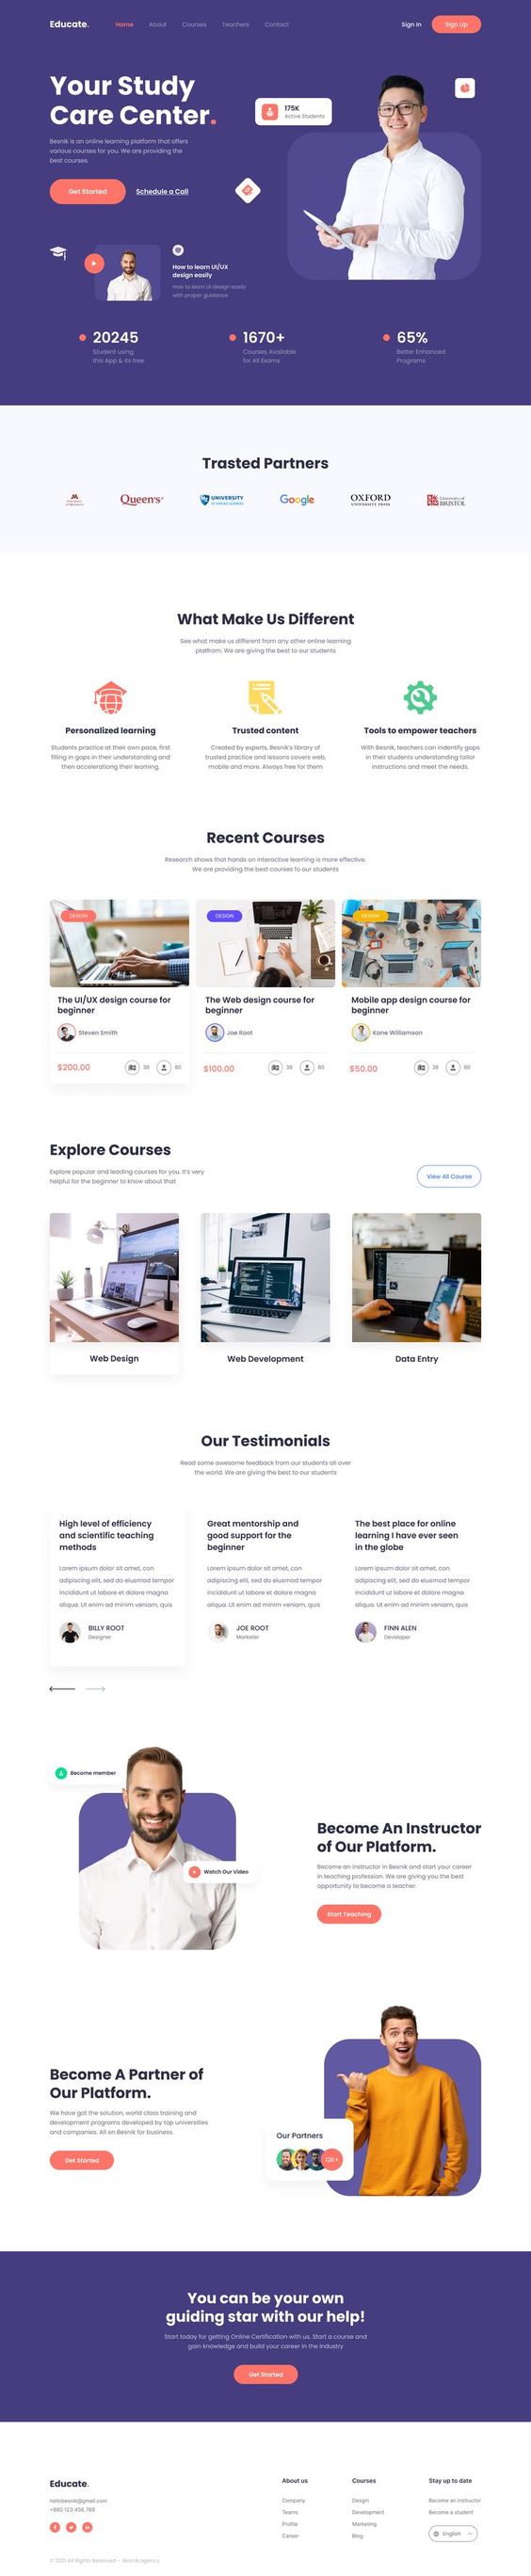 Educate.
Home About Courses Teachers Contact
Sign In Sign Up
Your Study
Care Center.
175K
Active Students
Besnik is an online learning platform that offers
various courses for you. We are providing the
best courses.
Get Started Schedule a Call
How to learn UI/UX
design easily
How to learn UI design easily
with proper guidance
20245
Student using
this App & its free
1670+
Courses Available
for All Exams
65%
Better Enhanced
Programs
Trasted Partners
Queen's
UNIVERSITY
OF APPLIED SCIENCES
Google
OXFORD
UNIVERSITY PRESS
University of
BRISTOL
What Make Us Different
See what make us different from any other online learning
platfrom. We are giving the best to our students
Personalized learning
Students practice at their own pace, first
filling in gaps in their understanding and
then accelerationg their learning.
Trusted content
Created by experts, Besnik's library of
trusted practice and lessons covers web,
mobile and more. Always free for them
Tools to empower teachers
With Besnik, teachers can indentify gaps
in their students understanding tailor
instructions and meet the needs.
Recent Courses
Research shows that hands on interactive learning is more effective.
We are providing the best courses fo our students
DESIGN
The UI/UX design course for
beginner
Steven Smith
$200.00 38 80
DESIGN
The Web design course for
beginner
Joe Root
$100.00 38 80
DESIGN
Mobile app design course for
beginner
Kane Williamson
$50.00 38 80
Explore Courses
Explore popular and leading courses for you. It's very
helpful for the beginner to know about that
View All Course
Web Design
Web Development
Data Entry
Our Testimonials
Read some awesome feedback from our students all over
the world. We are giving the best to our students
High level of efficiency
and scientific teaching
methods
Lorem ipsum dolor sit amet, con
adipiscing elit, sed do eiusmod tempor
incididunt ut labore et dolore magna
aliqua. Ut enim ad minim veniam, quis
BILLY ROOT
Designer
Great mentorship and
good support for the
beginner
Lorem ipsum dolor sit amet, con
adipiscing elit, sed do eiusmod tempor
incididunt ut labore et dolore magna
aliqua. Ut enim ad minim veniam, quis
JOE ROOT
Marketer
The best place for online
learning I have ever seen
in the globe
Lorem ipsum dolor sit amet, con
adipiscing elit, sed do eiusmod tempor
incididunt ut labore et dolore magna
aliqua. Ut enim ad minim veniam, quis
FINN ALEN
Developer
Become member
Watch Our Video
Become An Instructor
of Our Platform.
Become an instructor in Besnik and start your career
in teaching profession. We are giving you the best
opportunity to become a teacher.
Start Teaching
Become A Partner of
Our Platform.
We have got the solution, world class training and
development programes developed by top universities
and companies. All on Besnik for business
Get Started
Our Partners
12k+
You can be your own
guiding star with our help!
Start today for getting Online Certification with us. Start a course and
gain knowledge and build your career in the industry
Get Started
Educate.
hellobesnik@gmail.com
+880 123 456 768
About us
Company
Teams
Profile
Career
Courses
Design
Development
Marketing
Blog
Stay up to date
Become an instructor
Become a student
English
© 2021 All Rights Reserved - Besnik agency